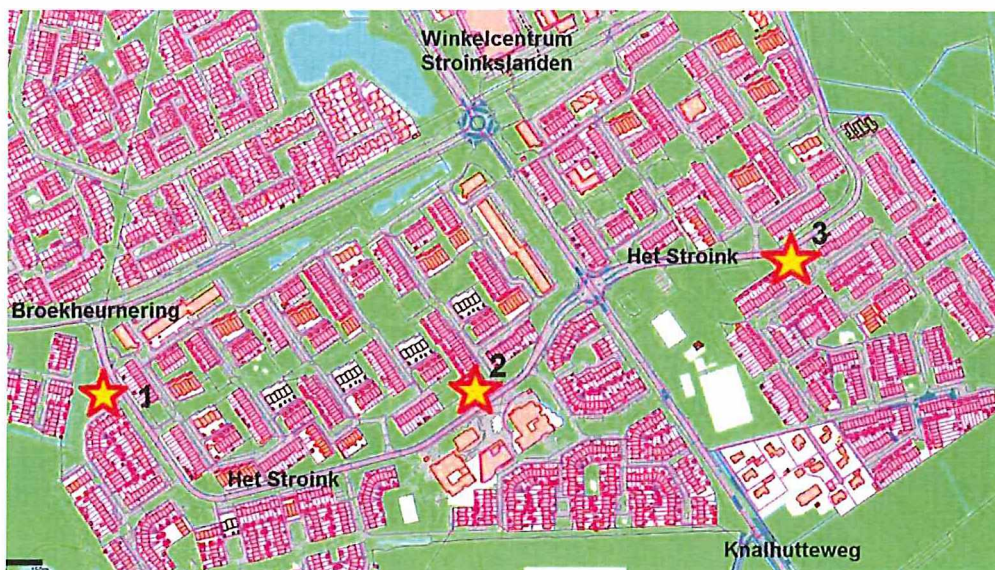 Winkelcentrum
Stroinkslanden
3
Het Stroink
Broekheurnering
2
1
Het Stroink
Knalhutteweg